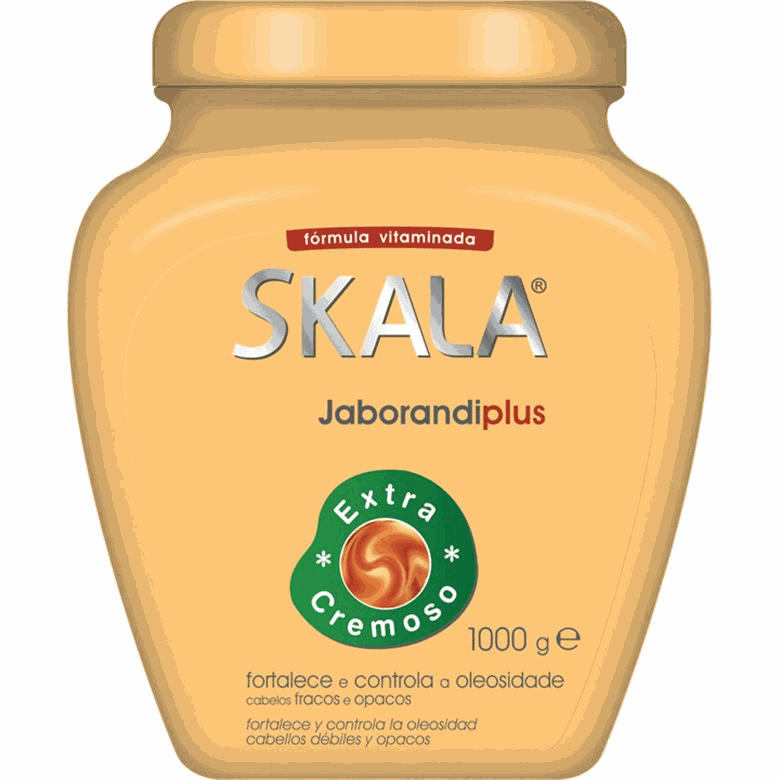 fórmula vitaminada
SKALA®
Jaborandiplus
Extra
* *
Cremoso
1000 g e
fortalece e controla a oleosidade
cabelos fracos e opacos
fortalece y controla la oleosidad
cabellos débiles y opacos